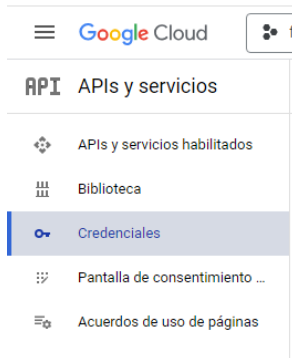 Google Cloud
API APIs y servicios
APIs y servicios habilitados
Biblioteca
Credenciales
Pantalla de consentimiento ...
Acuerdos de uso de páginas